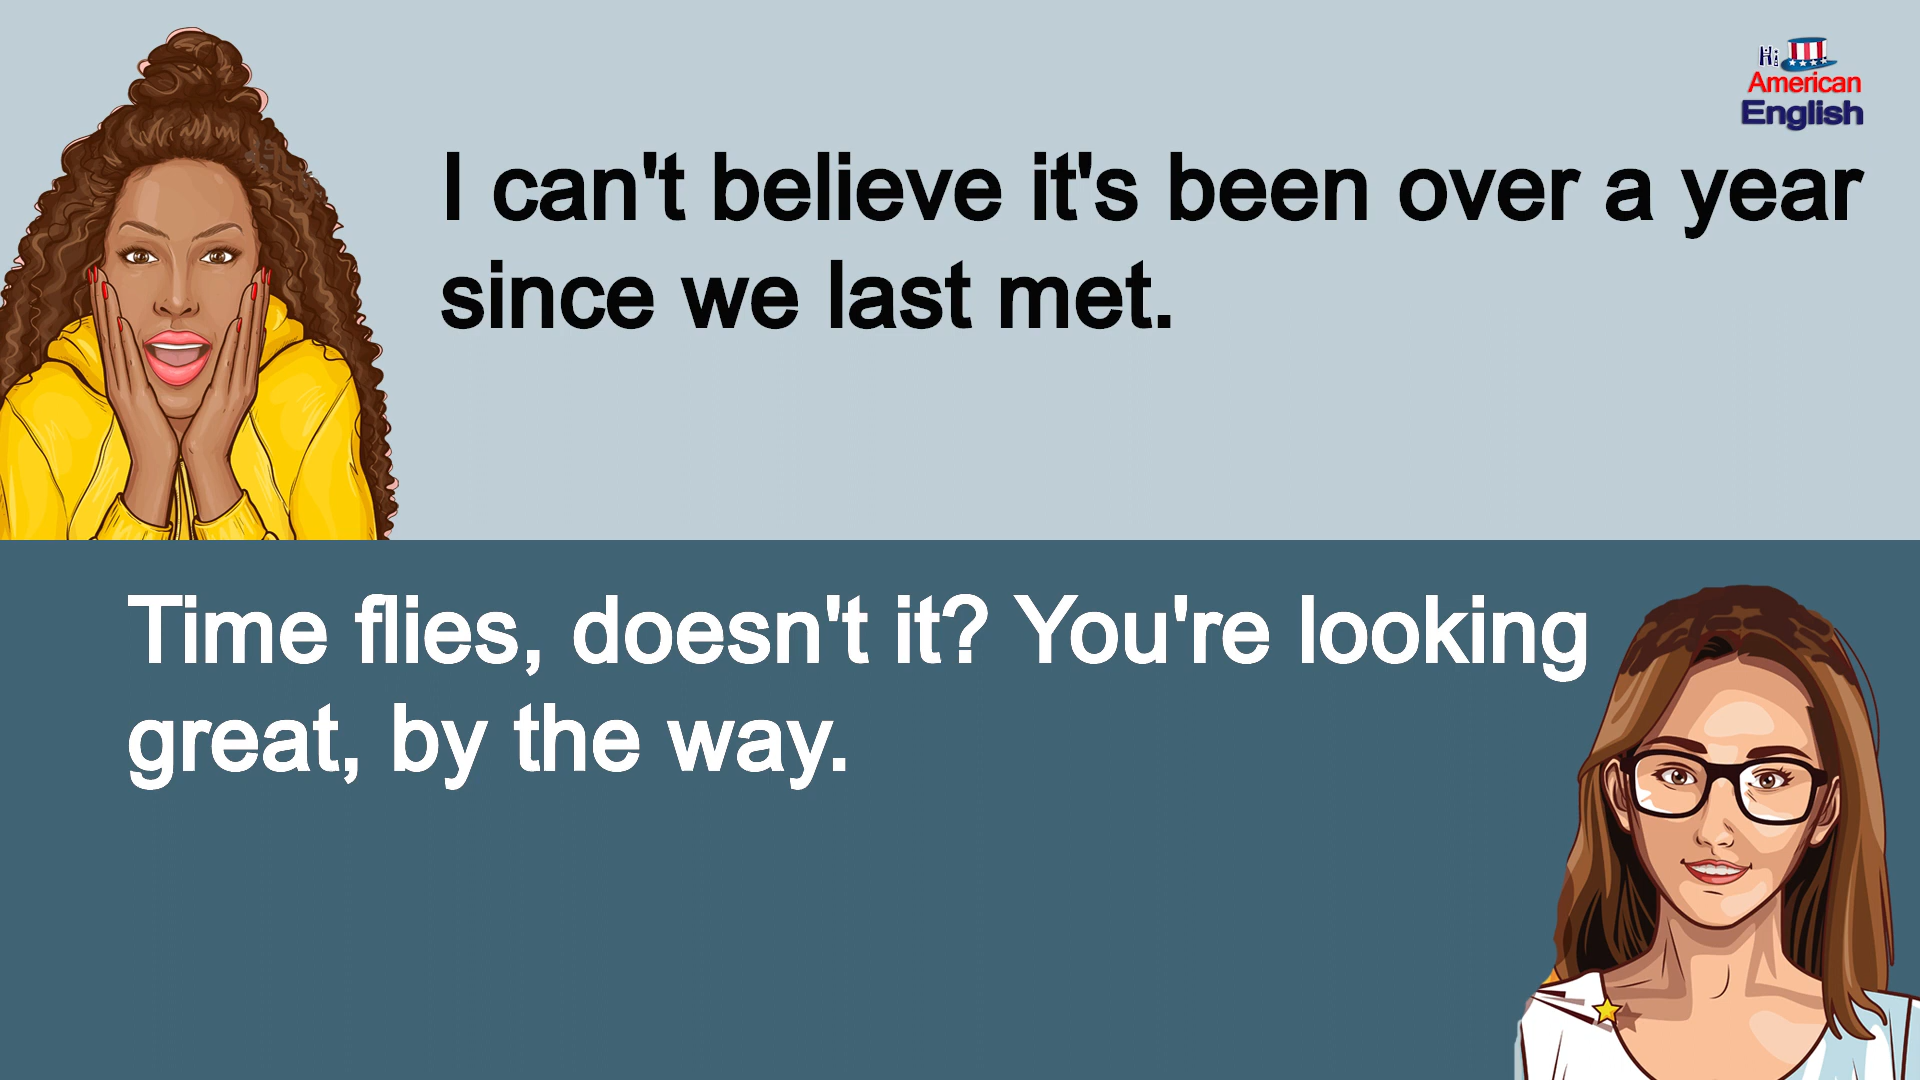 Hi
American
English
I can't believe it's been over a year
since we last met.
Time flies, doesn't it? You're looking
great, by the way.